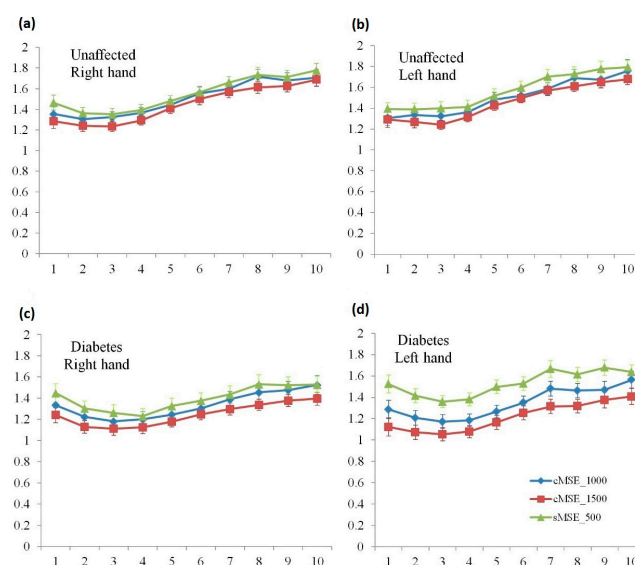 (a)
Unaffected
Right hand
2
1.8
1.6
1.4
1.2
1
0.8
0.6
0.4
0.2
0
1 2 3 4 5 6 7 8 9 10
(b)
Unaffected
Left hand
2
1.8
1.6
1.4
1.2
1
0.8
0.6
0.4
0.2
0
1 2 3 4 5 6 7 8 9 10
(c)
Diabetes
Right hand
2
1.8
1.6
1.4
1.2
1
0.8
0.6
0.4
0.2
0
1 2 3 4 5 6 7 8 9 10
(d)
Diabetes
Left hand
2
1.8
1.6
1.4
1.2
1
0.8
0.6
0.4
0.2
0
1 2 3 4 5 6 7 8 9 10
cMSE_1000
cMSE_1500
sMSE_500